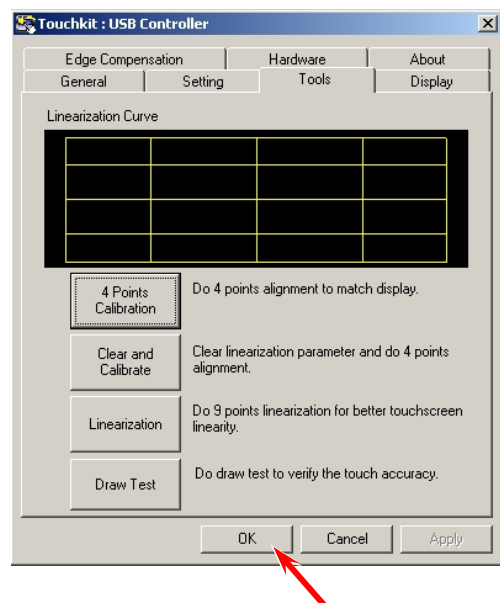 Touchkit : USB Controller
Edge Compensation Hardware About
General Setting Tools Display
Linearization Curve
4 Points
Calibration
Do 4 points alignment to match display.
Clear and
Calibrate
Clear linearization parameter and do 4 points
alignment.
Linearization
Do 9 points linearization for better touchscreen
linearity.
Draw Test
Do draw test to verify the touch accuracy.
OK Cancel Apply